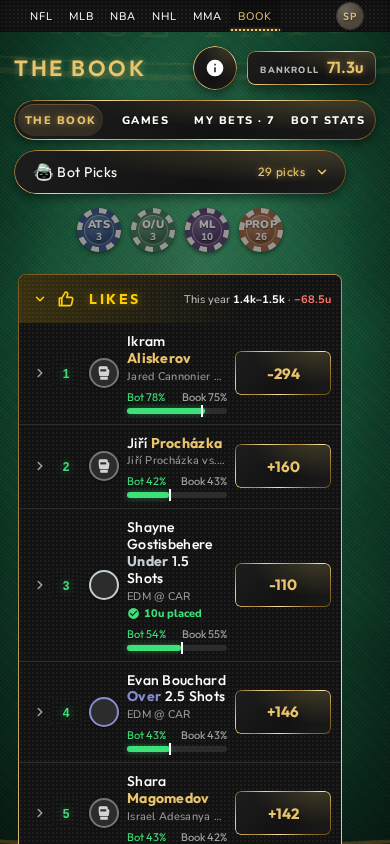 NFL MLB NBA NHL MMA BOOK SP
THE BOOK
BANKROLL 71.3u
THE BOOK GAMES MY BETS · 7 BOT STATS
Bot Picks 29 picks
ATS 3
O/U 3
ML 10
PROP 26
LIKES This year 1.4k–1.5k · −68.5u
1
Ikram
Aliskerov
Jared Cannonier ...
Bot 78% Book 75%
-294
2
Jiří Procházka
Jiří Procházka vs....
Bot 42% Book 43%
+160
3
Shayne
Gostisbehere
Under 1.5
Shots
EDM @ CAR
10u placed
Bot 54% Book 55%
-110
4
Evan Bouchard
Over 2.5 Shots
EDM @ CAR
Bot 43% Book 43%
+146
5
Shara
Magomedov
Israel Adesanya ...
Bot 43% Book 42%
+142